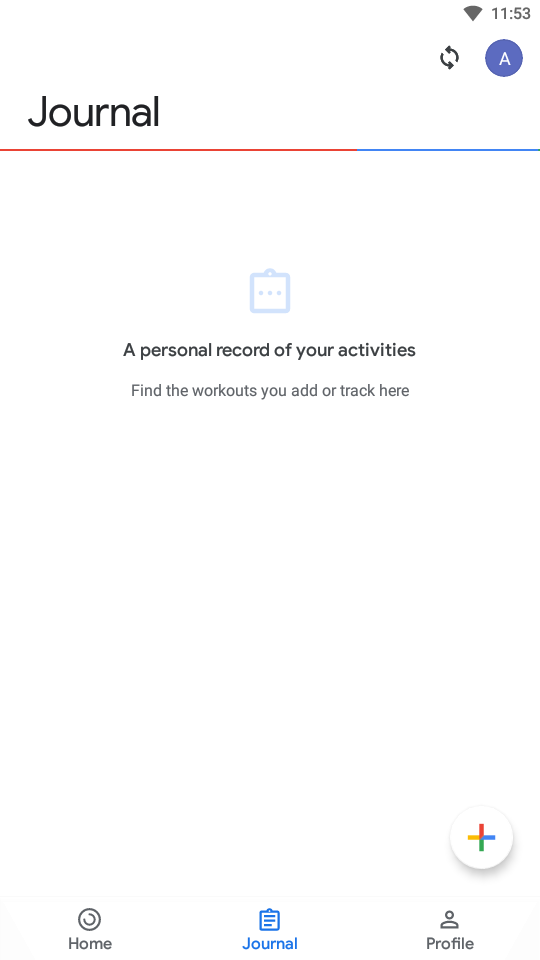 11:53
A
Journal
A personal record of your activities
Find the workouts you add or track here
Home
Journal
Profile